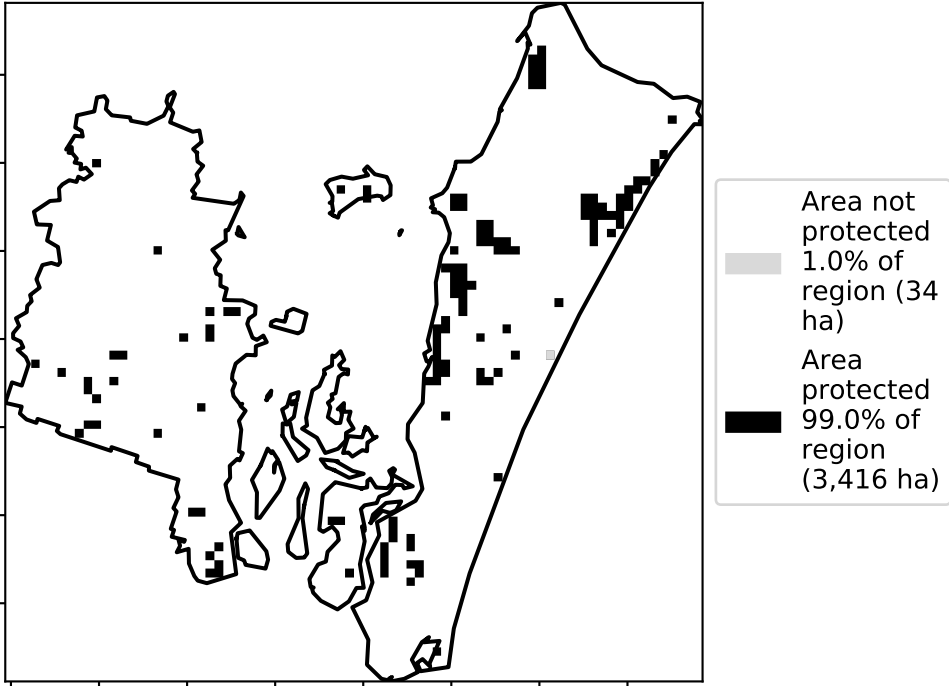 Area not
protected
1.0% of
region (34
ha)
Area
protected
99.0% of
region
(3,416 ha)